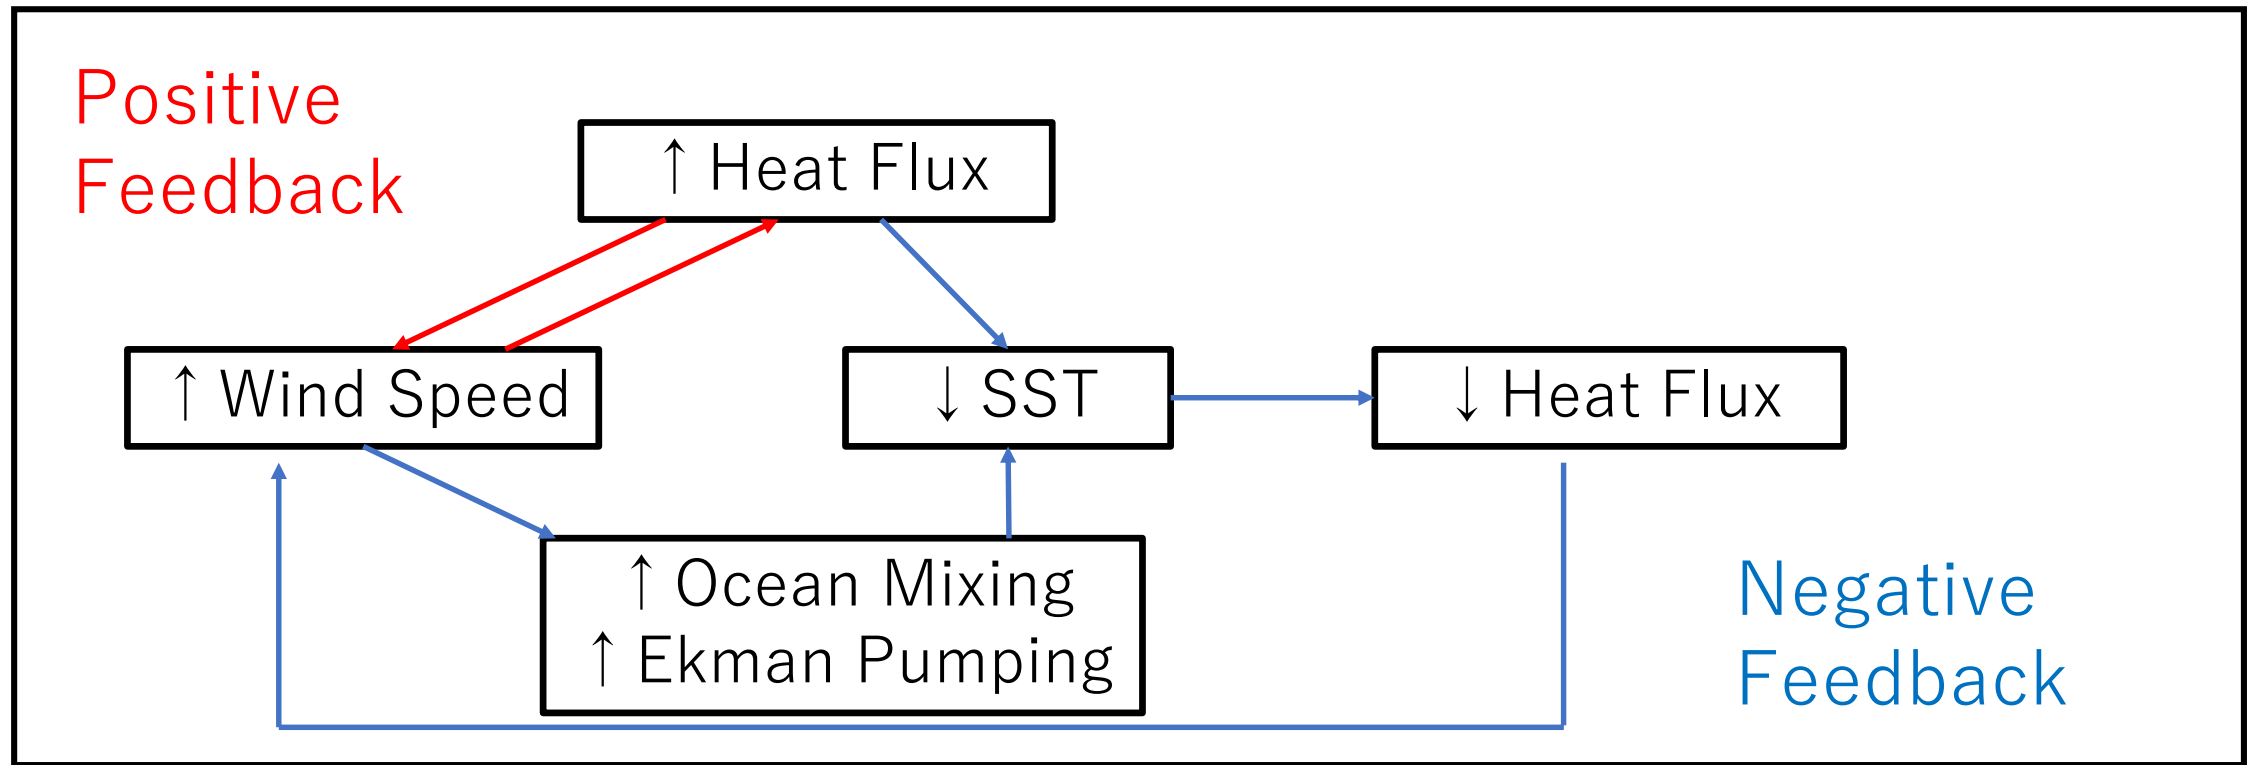 Positive
Feedback
↑ Heat Flux
↑ Wind Speed
↓ SST
↓ Heat Flux
↑ Ocean Mixing
↑ Ekman Pumping
Negative
Feedback